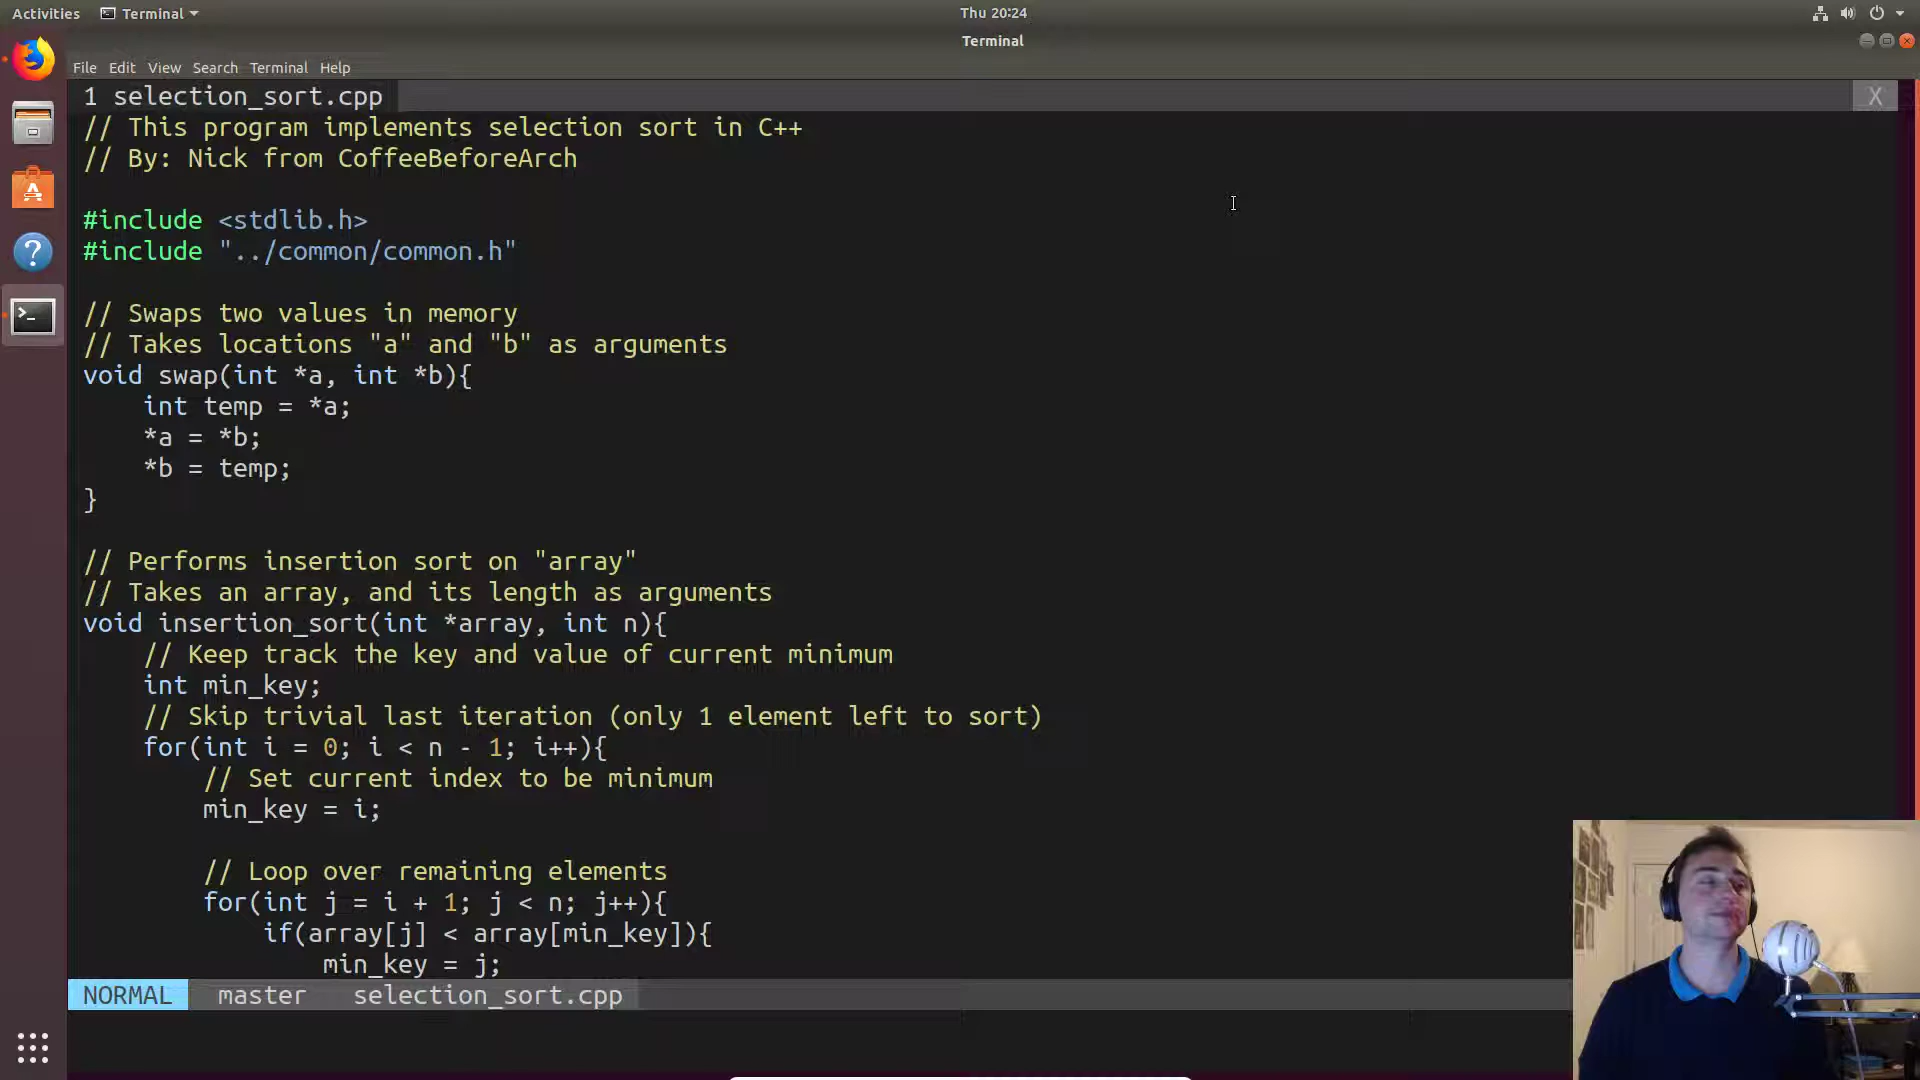 Activities Terminal Thu 20:24
Terminal
File Edit View Search Terminal Help
1 selection_sort.cpp X
// This program implements selection sort in C++
// By: Nick from CoffeeBeforeArch
#include <stdlib.h>
#include "../common/common.h"
// Swaps two values in memory
// Takes locations "a" and "b" as arguments
void swap(int *a, int *b){
    int temp = *a;
    *a = *b;
    *b = temp;
}
// Performs insertion sort on "array"
// Takes an array, and its length as arguments
void insertion_sort(int *array, int n){
    // Keep track the key and value of current minimum
    int min_key;
    // Skip trivial last iteration (only 1 element left to sort)
    for(int i = 0; i < n - 1; i++){
        // Set current index to be minimum
        min_key = i;
        // Loop over remaining elements
        for(int j = i + 1; j < n; j++){
            if(array[j] < array[min_key]){
                min_key = j;
NORMAL master selection_sort.cpp